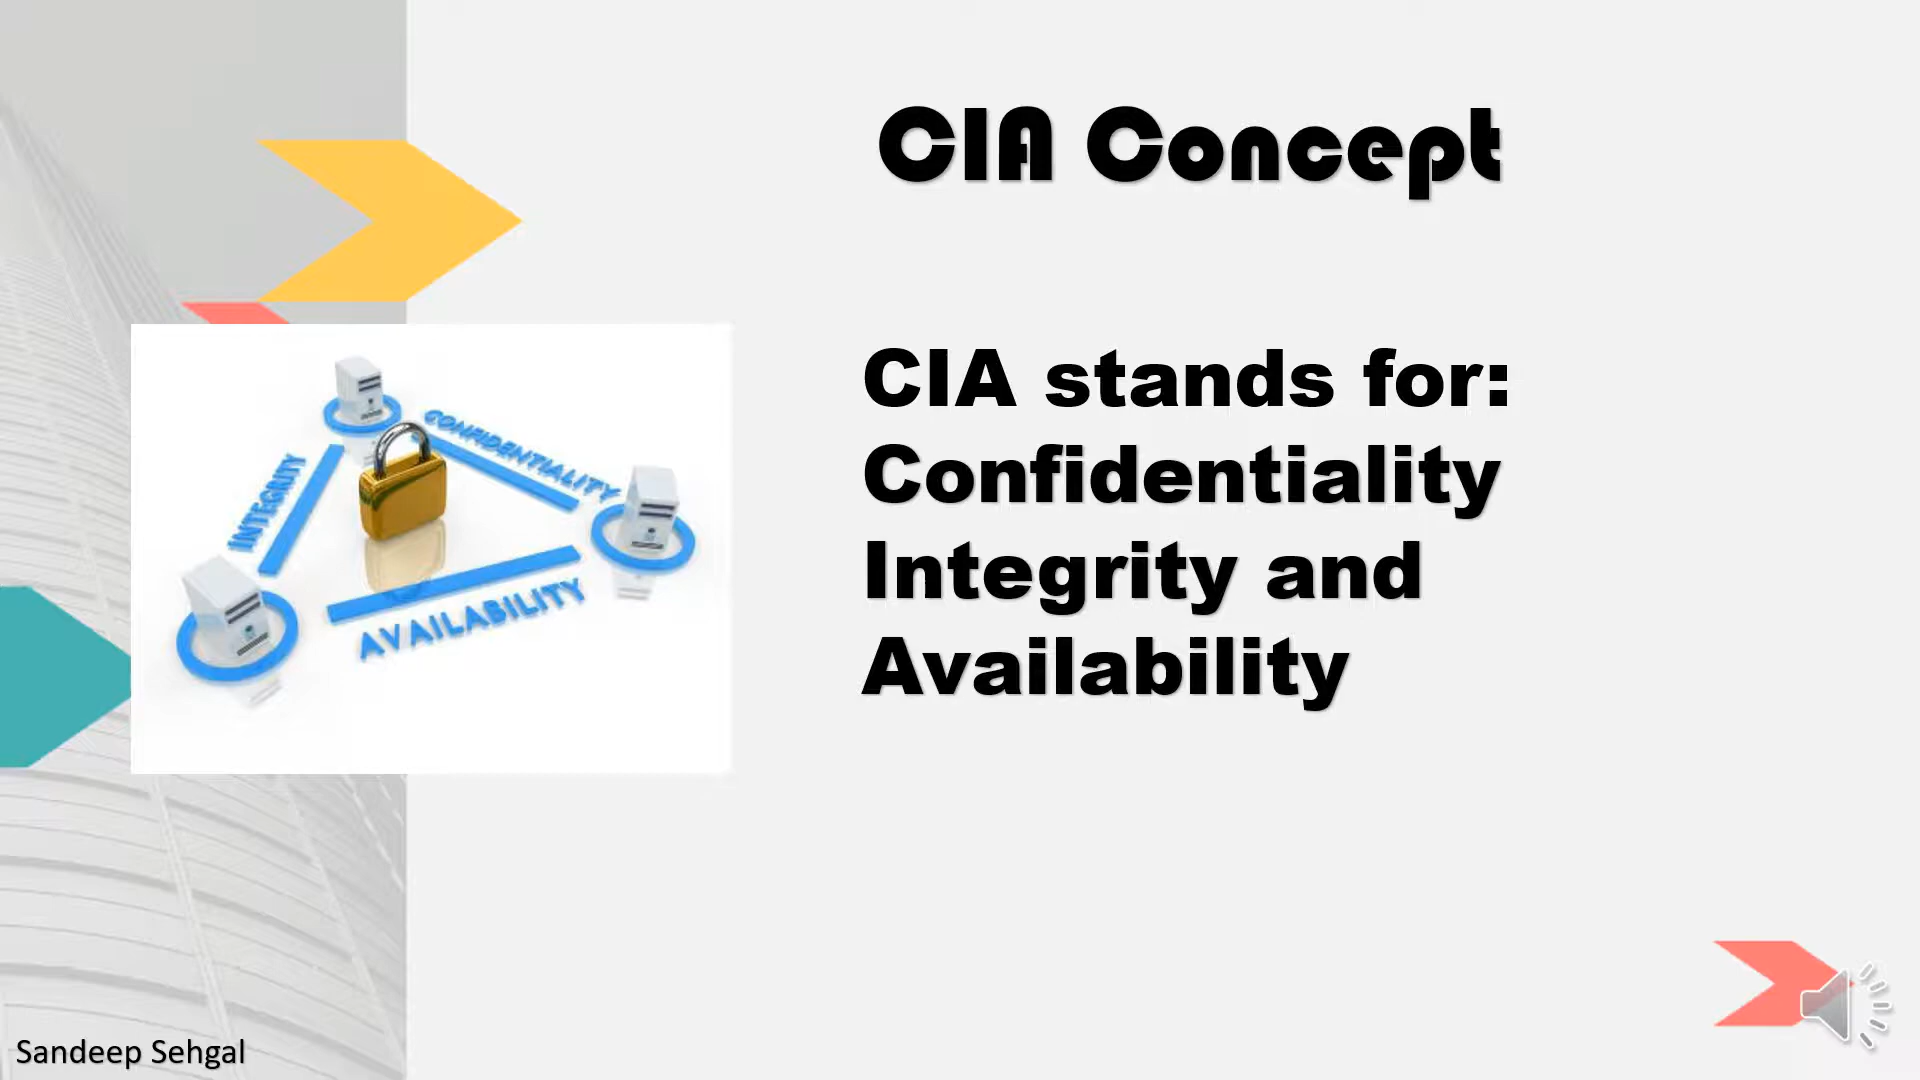 CIA Concept
CIA stands for:
Confidentiality
Integrity and
Availability
INTEGRITY
CONFIDENTIALITY
AVAILABILITY
Sandeep Sehgal